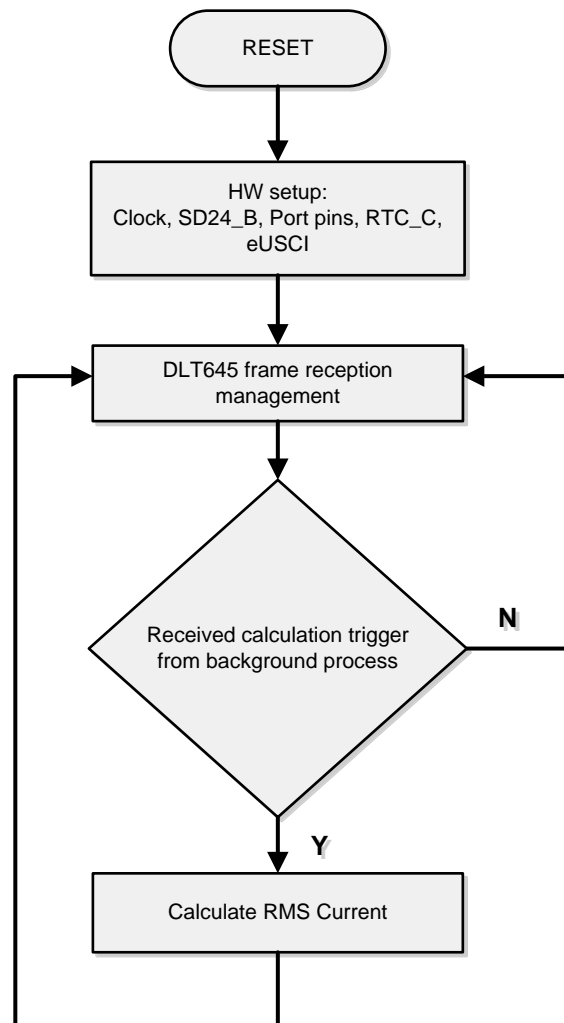 RESET
HW setup:
Clock, SD24_B, Port pins, RTC_C,
eUSCI
DLT645 frame reception
management
Received calculation trigger
from background process
N
Y
Calculate RMS Current